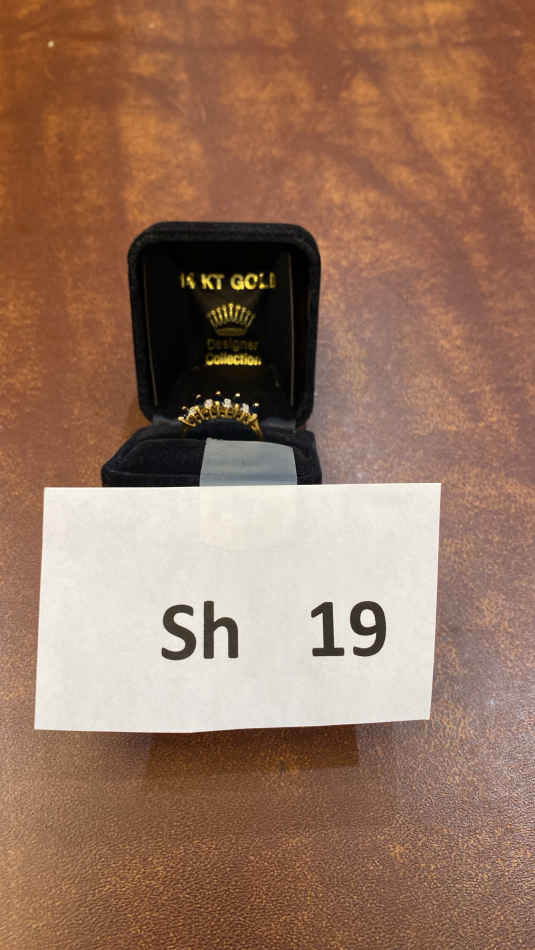 14 KT GOLD
Designer
Collection
Sh 19